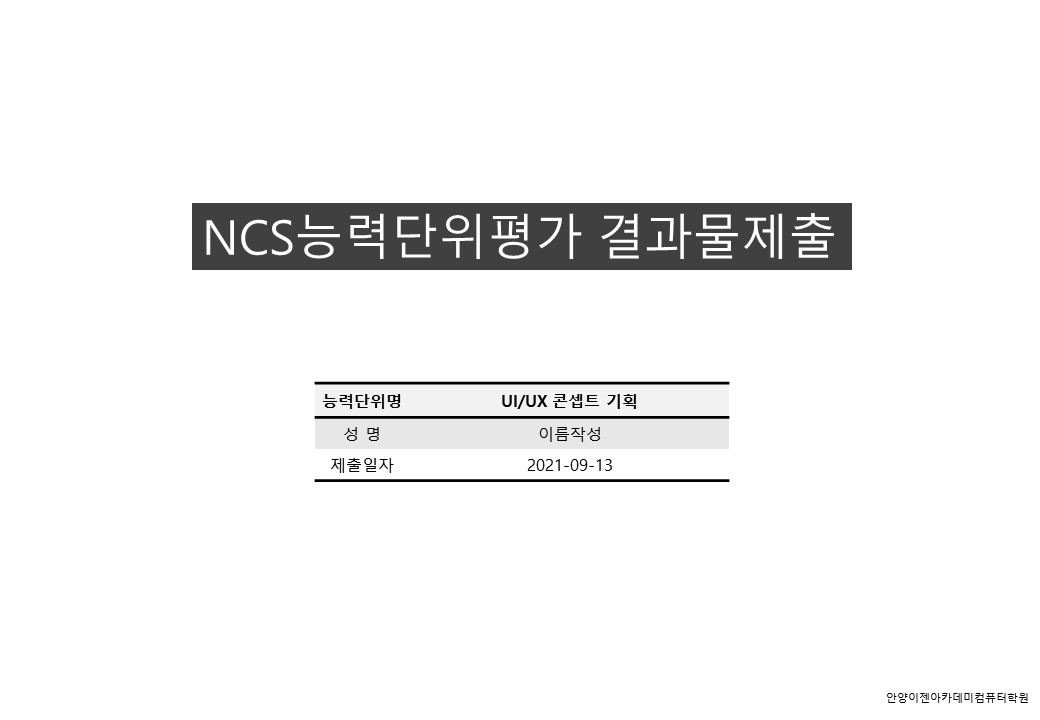 NCS능력단위평가 결과물제출
능력단위명 UI/UX 콘셉트 기획
성 명 이름작성
제출일자 2021-09-13
안양이젠아카데미컴퓨터학원